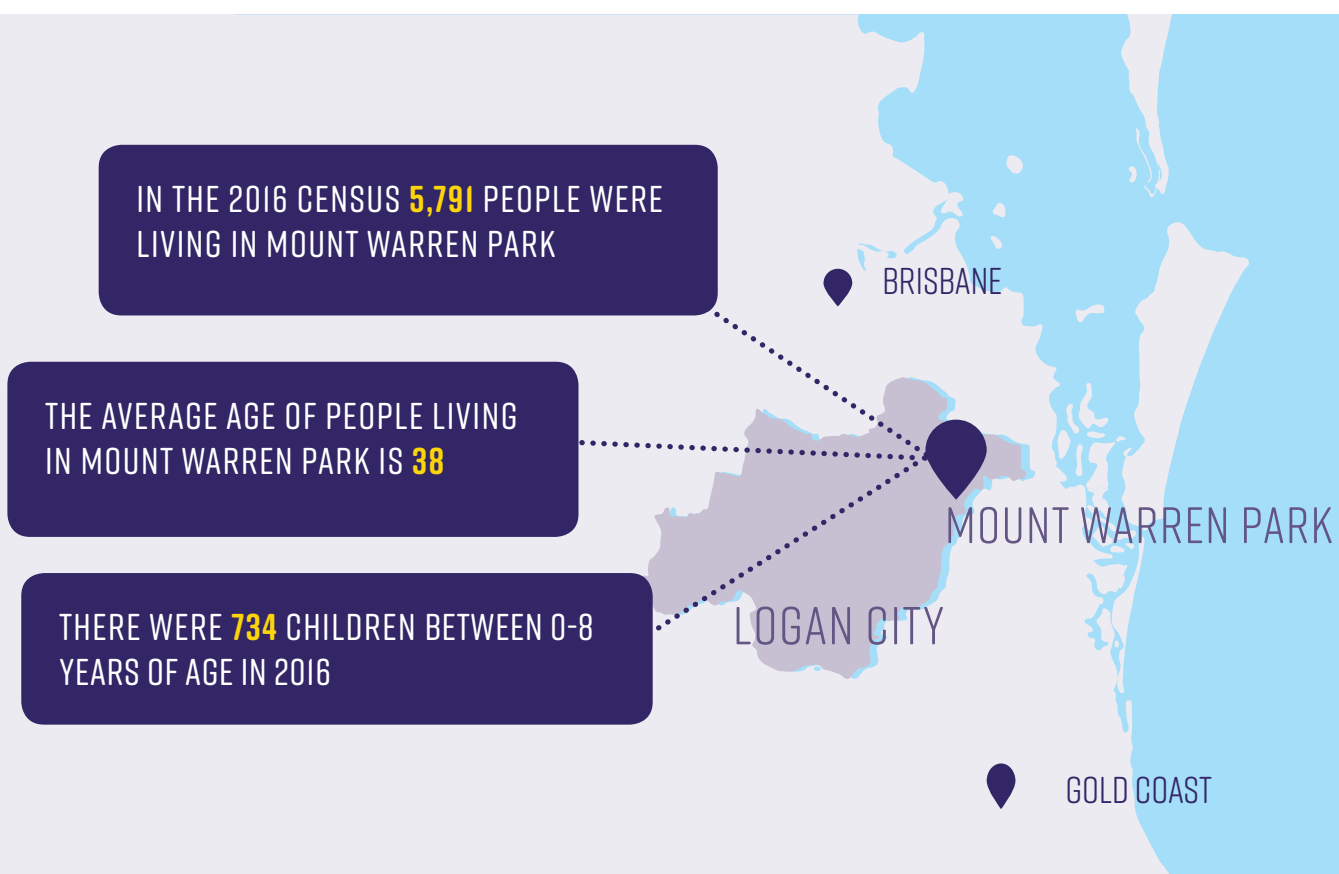 IN THE 2016 CENSUS 5,791 PEOPLE WERE
LIVING IN MOUNT WARREN PARK
BRISBANE
THE AVERAGE AGE OF PEOPLE LIVING
IN MOUNT WARREN PARK IS 38
MOUNT WARREN PARK
THERE WERE 734 CHILDREN BETWEEN 0-8
YEARS OF AGE IN 2016
LOGAN CITY
GOLD COAST